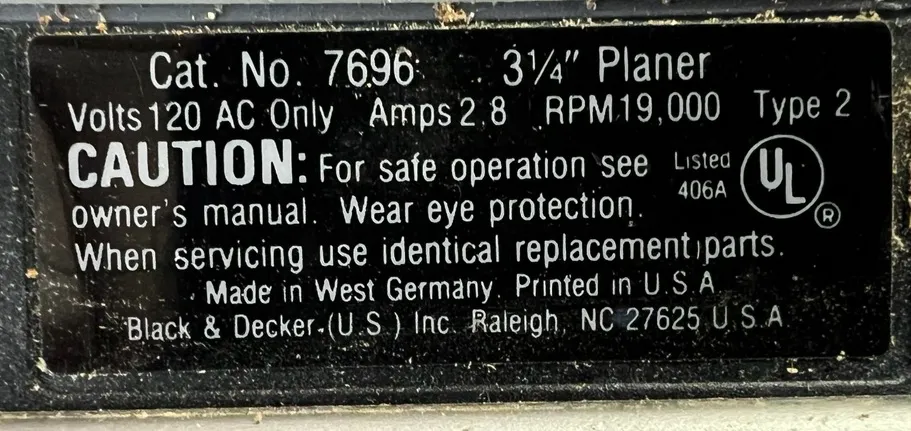 Cat. No. 7696 3¼" Planer
Volts 120 AC Only Amps 2.8 RPM 19,000 Type 2
CAUTION: For safe operation see Listed 406A UL ®
owner's manual. Wear eye protection.
When servicing use identical replacement parts.
Made in West Germany. Printed in U.S.A
Black & Decker (U.S.) Inc. Raleigh NC 27625 U.S.A